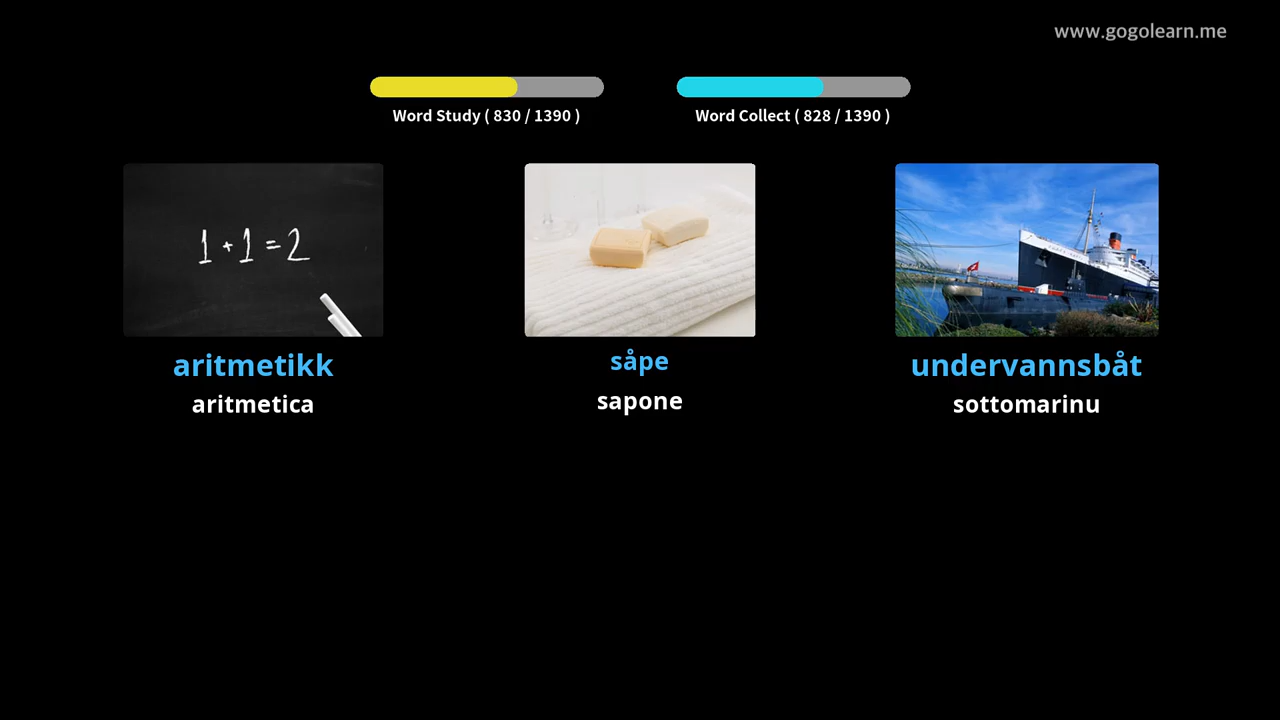 www.gogolearn.me
Word Study ( 830 / 1390 )
Word Collect ( 828 / 1390 )
1 + 1 = 2
aritmetikk
aritmetica
såpe
sapone
undervannsbåt
sottomarinu